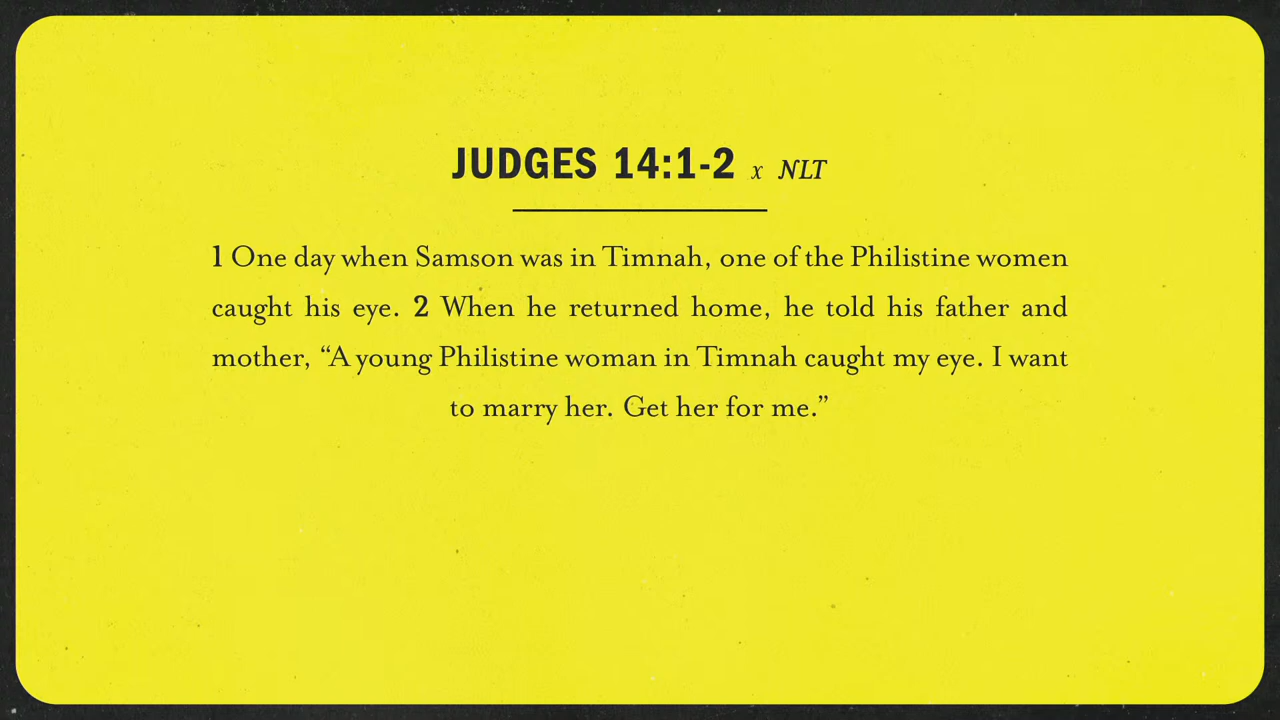 JUDGES 14:1-2 x NLT
1 One day when Samson was in Timnah, one of the Philistine women
caught his eye. 2 When he returned home, he told his father and
mother, “A young Philistine woman in Timnah caught my eye. I want
to marry her. Get her for me.”